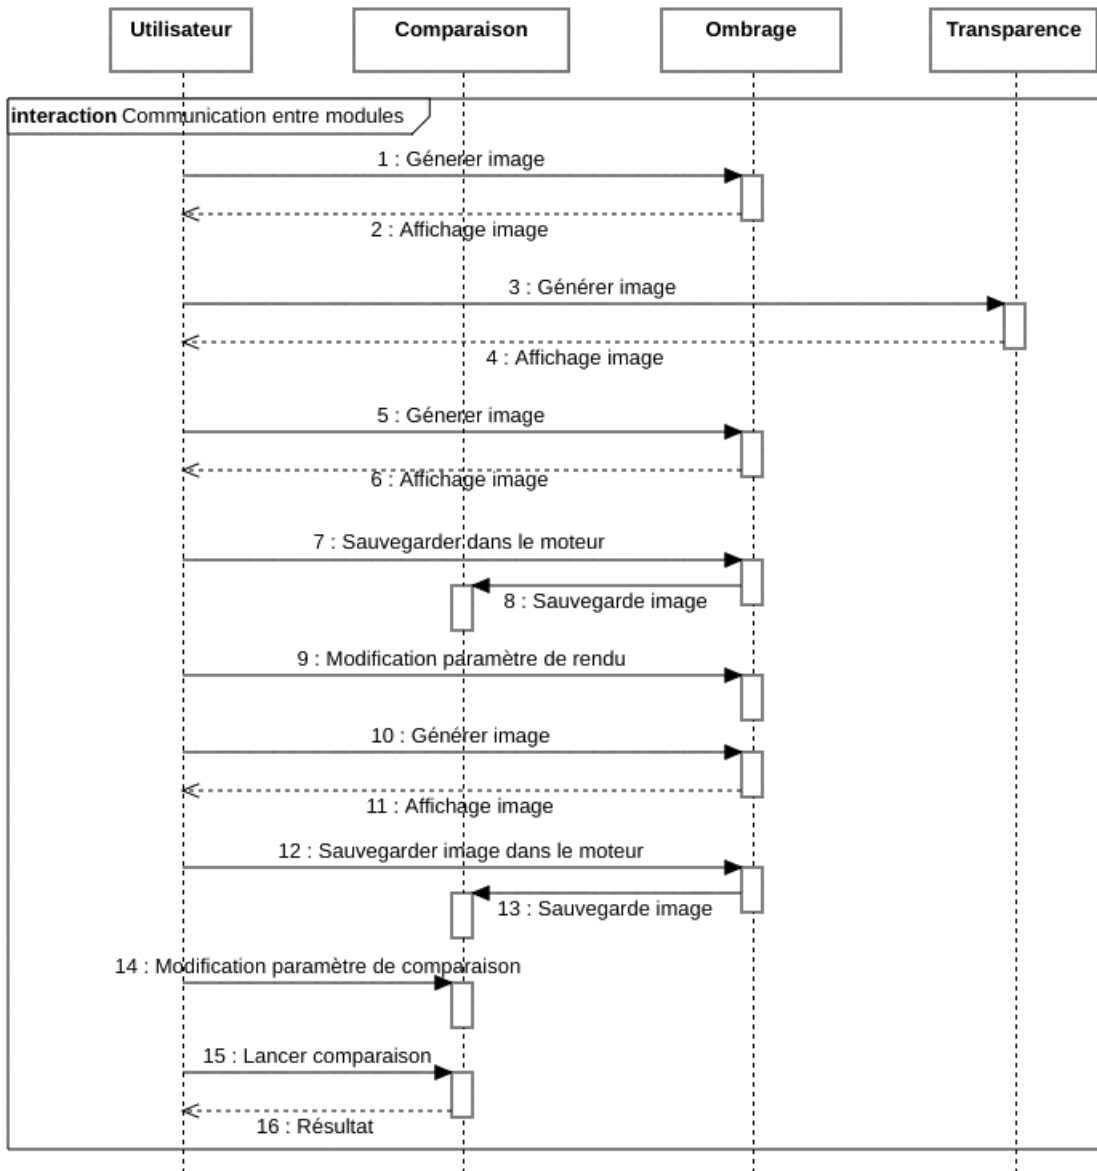 Utilisateur
Comparaison
Ombrage
Transparence
interaction Communication entre modules
1 : Génerer image
2 : Affichage image
3 : Générer image
4 : Affichage image
5 : Génerer image
6 : Affichage image
7 : Sauvegarder dans le moteur
8 : Sauvegarde image
9 : Modification paramètre de rendu
10 : Générer image
11 : Affichage image
12 : Sauvegarder image dans le moteur
13 : Sauvegarde image
14 : Modification paramètre de comparaison
15 : Lancer comparaison
16 : Résultat